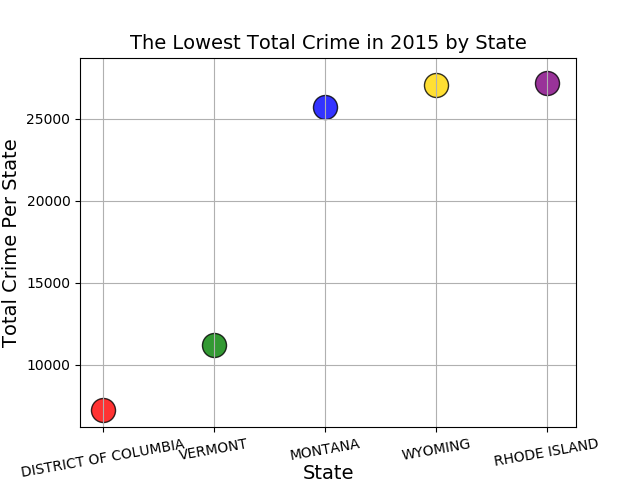 The Lowest Total Crime in 2015 by State
Total Crime Per State
25000
20000
15000
10000
DISTRICT OF COLUMBIA
VERMONT
MONTANA
WYOMING
RHODE ISLAND
State